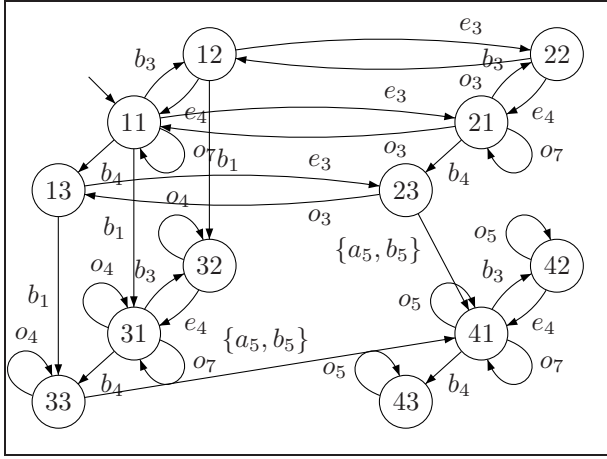 e₃
12
22
b₃
b₃
o₃
e₄
e₃
e₄
11
21
o₇
o₇
b₁
o₃
b₄
e₃
b₄
13
23
o₄
o₃
b₁
{a₅, b₅}
o₅
32
42
o₄
b₃
b₃
b₁
o₅
e₄
e₄
{a₅, b₅}
31
41
o₄
o₇
o₇
o₅
b₄
b₄
33
43